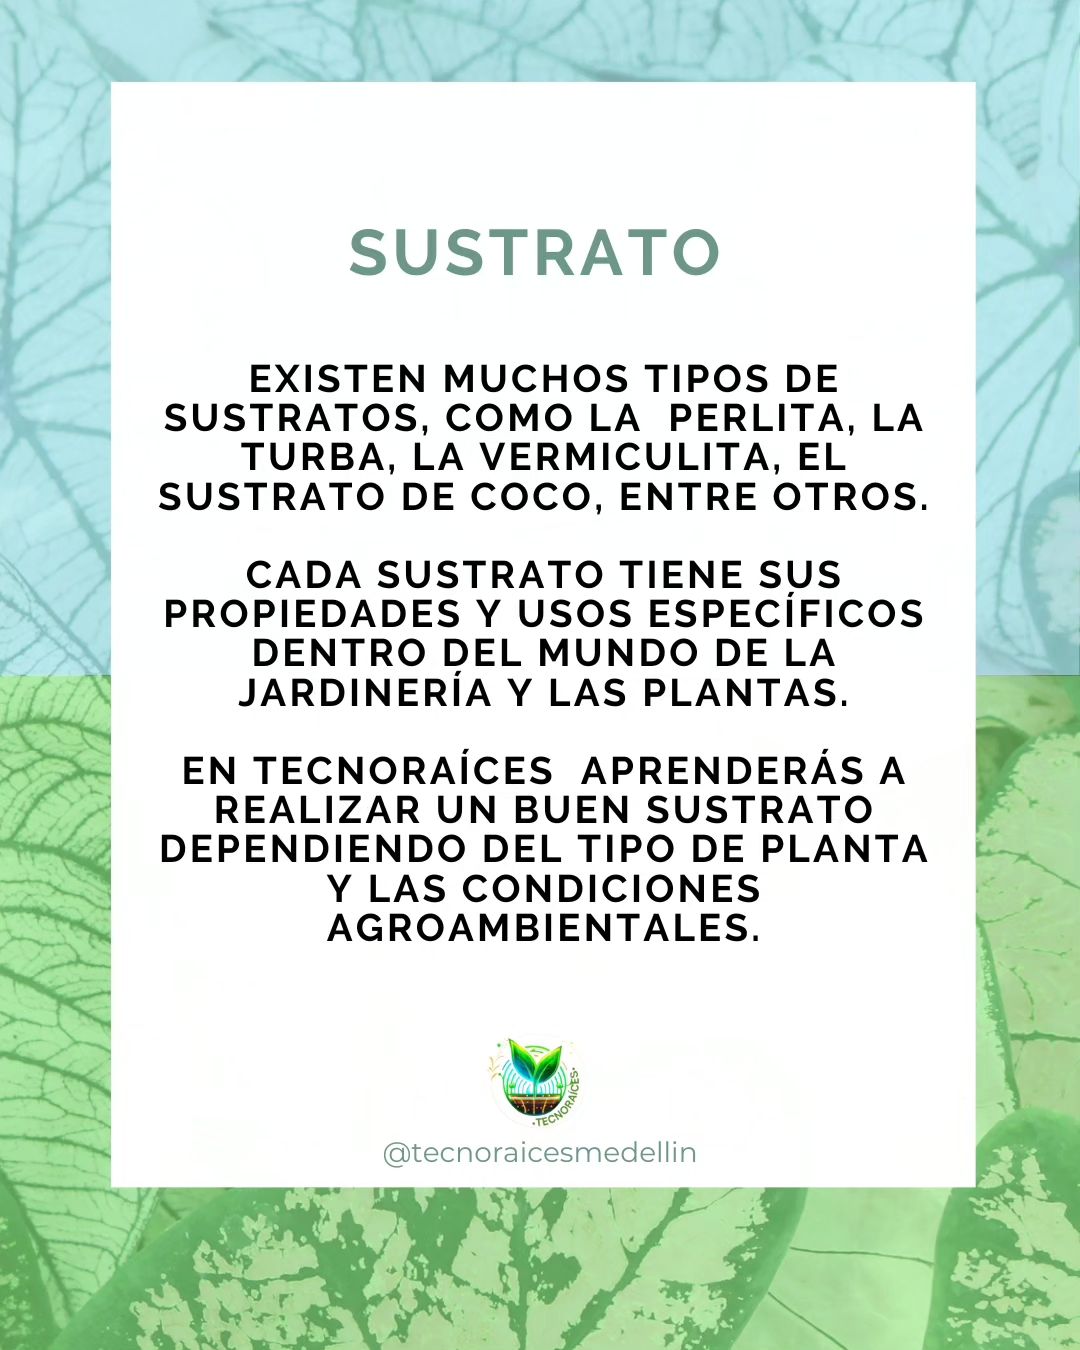 SUSTRATO
EXISTEN MUCHOS TIPOS DE
SUSTRATOS, COMO LA  PERLITA, LA
TURBA, LA VERMICULITA, EL
SUSTRATO DE COCO, ENTRE OTROS.
CADA SUSTRATO TIENE SUS
PROPIEDADES Y USOS ESPECÍFICOS
DENTRO DEL MUNDO DE LA
JARDINERÍA Y LAS PLANTAS.
EN TECNORAÍCES  APRENDERÁS A
REALIZAR UN BUEN SUSTRATO
DEPENDIENDO DEL TIPO DE PLANTA
Y LAS CONDICIONES
AGROAMBIENTALES.
•TECNORAÍCES•
@tecnoraicesmedellin